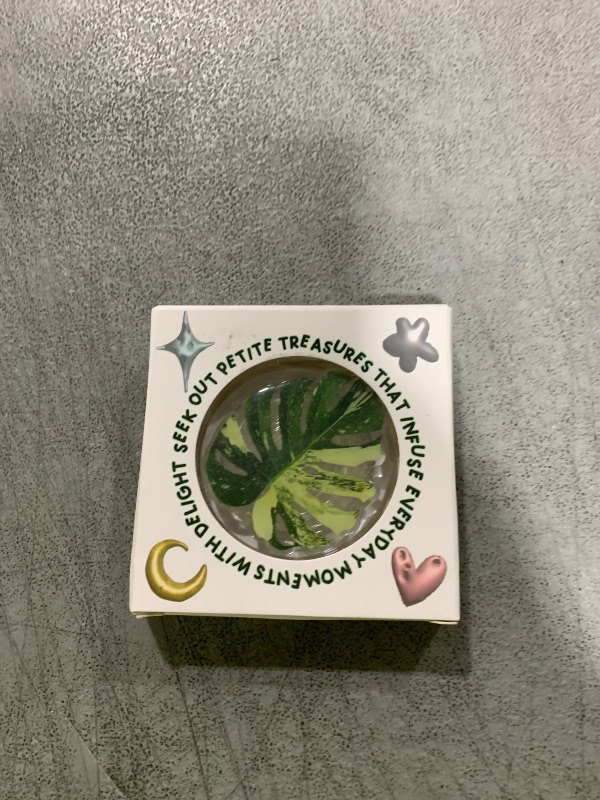 SEEK OUT PETITE TREASURES THAT INFUSE EVERYDAY MOMENTS WITH DELIGHT